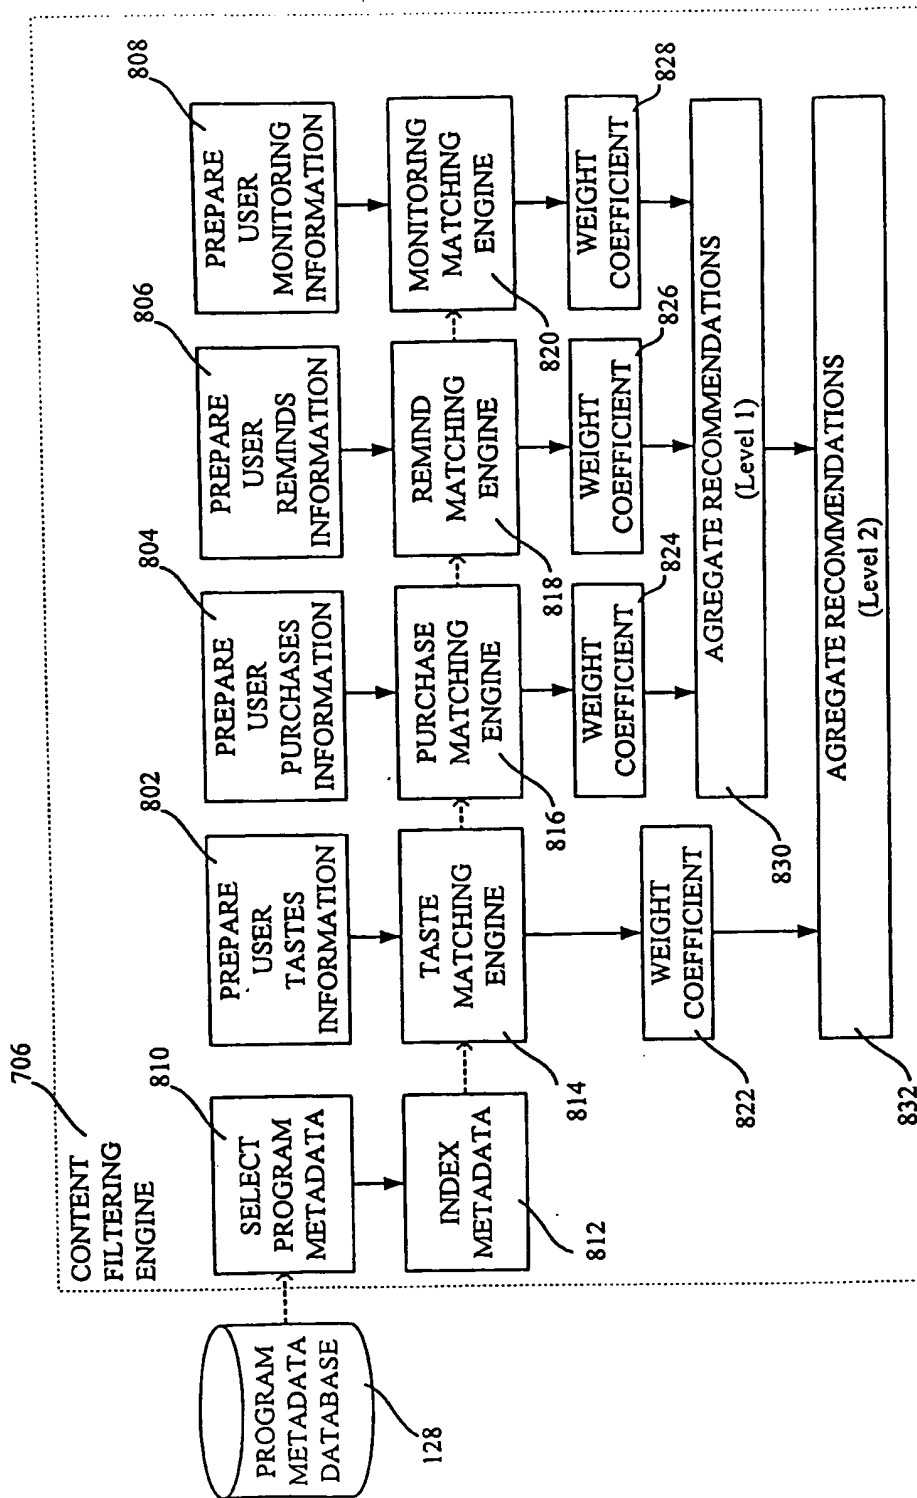 706
CONTENT
FILTERING
ENGINE
PROGRAM
METADATA
DATABASE
128
810
SELECT
PROGRAM
METADATA
INDEX
METADATA
812
802
PREPARE
USER
TASTES
INFORMATION
TASTE
MATCHING
ENGINE
814
WEIGHT
COEFFICIENT
822
804
PREPARE
USER
PURCHASES
INFORMATION
PURCHASE
MATCHING
ENGINE
816
WEIGHT
COEFFICIENT
824
806
PREPARE
USER
REMINDS
INFORMATION
REMIND
MATCHING
ENGINE
818
WEIGHT
COEFFICIENT
826
808
PREPARE
USER
MONITORING
INFORMATION
MONITORING
MATCHING
ENGINE
820
WEIGHT
COEFFICIENT
828
AGREGATE RECOMMENDATIONS
(Level 1)
830
AGREGATE RECOMMENDATIONS
(Level 2)
832